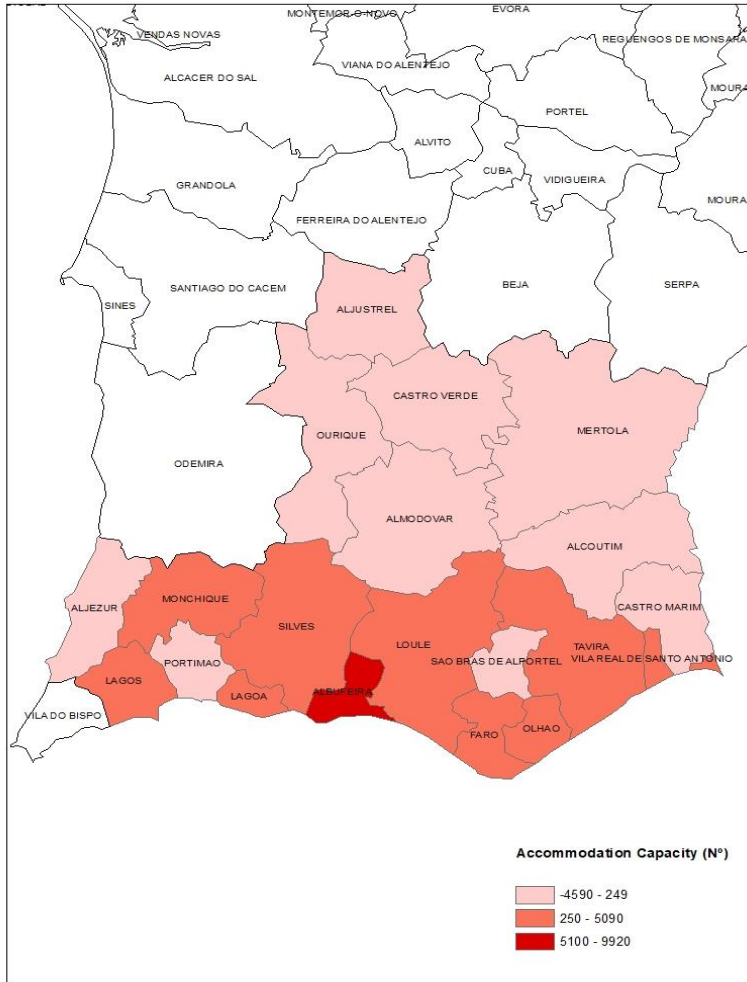 MONTEMOR-O-NOVO
EVORA
VENDAS NOVAS
REGUENGOS DE MONSARA
VIANA DO ALENTEJO
ALCACER DO SAL
MOURA
PORTEL
ALVITO
CUBA
VIDIGUEIRA
GRANDOLA
MOURA
FERREIRA DO ALENTEJO
SANTIAGO DO CACEM
BEJA
SERPA
SINES
ALJUSTREL
CASTRO VERDE
MERTOLA
OURIQUE
ODEMIRA
ALMODOVAR
ALCOUTIM
MONCHIQUE
ALJEZUR
CASTRO MARIM
SILVES
LOULE
TAVIRA
SAO BRAS DE ALPORTEL
VILA REAL DE SANTO ANTONIO
PORTIMAO
LAGOS
ALBUFEIRA
LAGOA
VILA DO BISPO
OLHAO
FARO
Accommodation Capacity (Nº)
-4590 - 249
250 - 5090
5100 - 9920